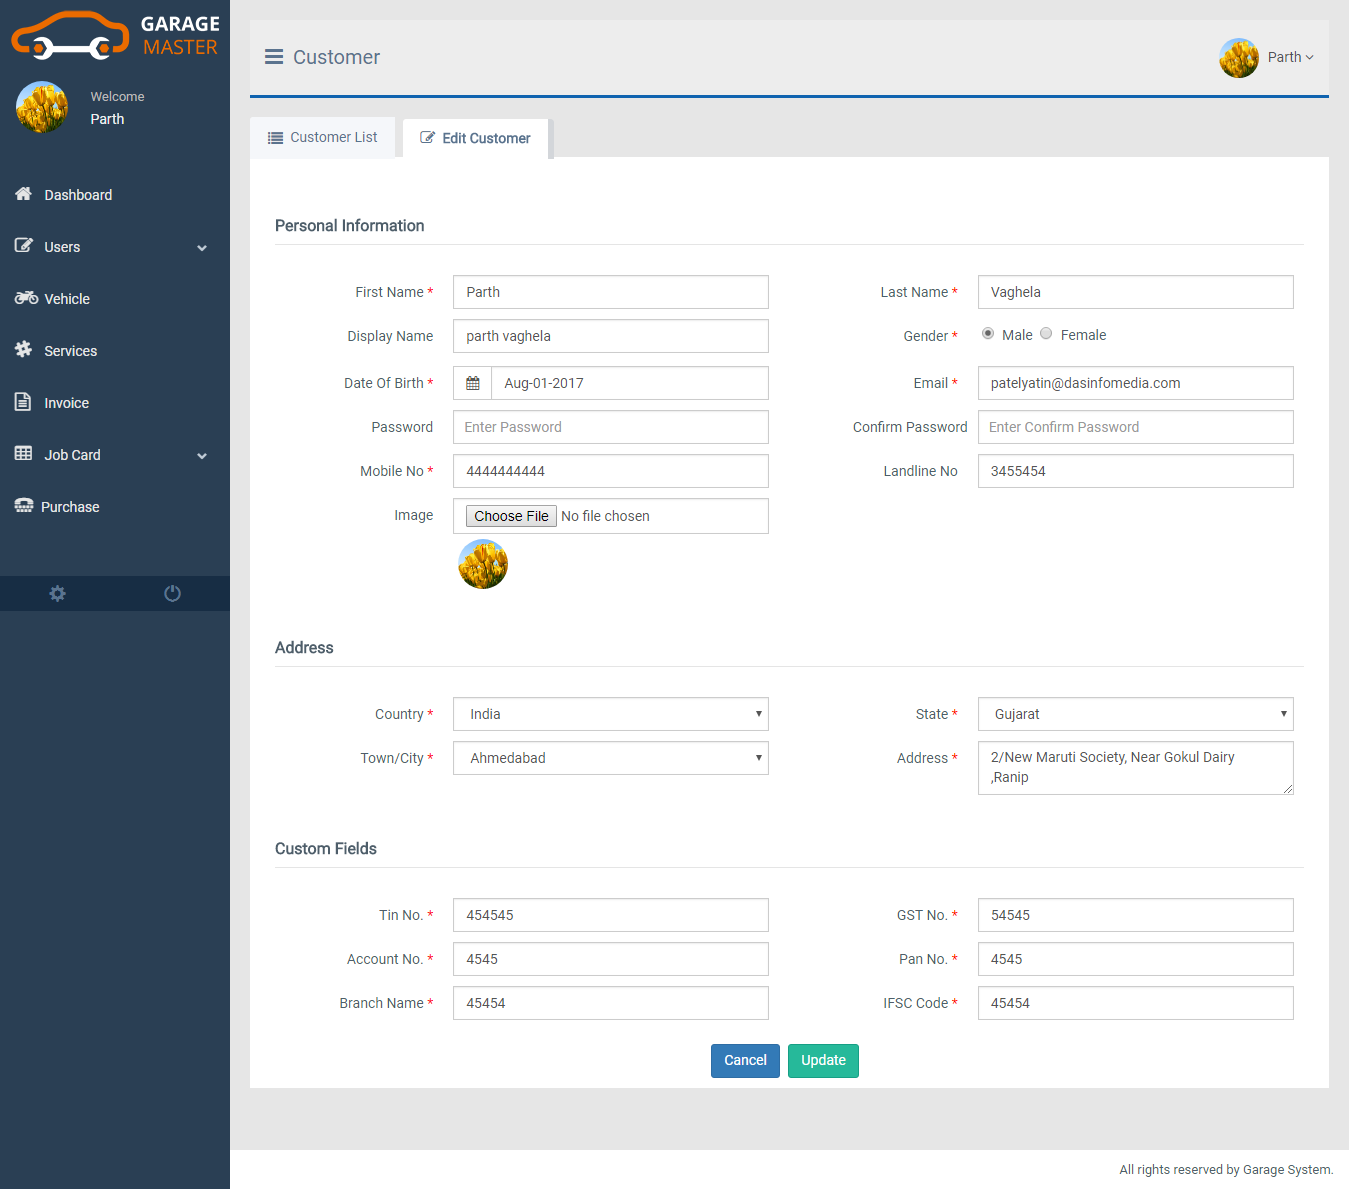 GARAGE
MASTER
Welcome
Parth
Dashboard
Users
Vehicle
Services
Invoice
Job Card
Purchase
Customer
Parth
Customer List
Edit Customer
Personal Information
First Name * Parth
Last Name * Vaghela
Display Name parth vaghela
Gender * Male Female
Date Of Birth * Aug-01-2017
Email * patelyatin@dasinfomedia.com
Password Enter Password
Confirm Password Enter Confirm Password
Mobile No * 4444444444
Landline No 3455454
Image Choose File No file chosen
Address
Country * India
State * Gujarat
Town/City * Ahmedabad
Address * 2/New Maruti Society, Near Gokul Dairy
,Ranip
Custom Fields
Tin No. * 454545
GST No. * 54545
Account No. * 4545
Pan No. * 4545
Branch Name * 45454
IFSC Code * 45454
Cancel Update
All rights reserved by Garage System.